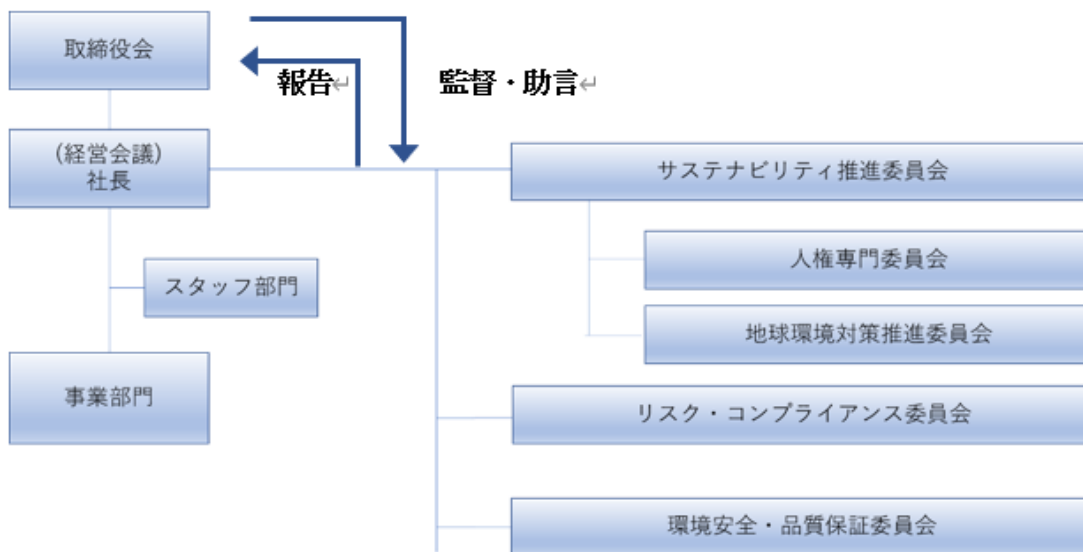 取締役会
報告
監督・助言
(経営会議)
社長
サステナビリティ推進委員会
人権専門委員会
スタッフ部門
地球環境対策推進委員会
事業部門
リスク・コンプライアンス委員会
環境安全・品質保証委員会